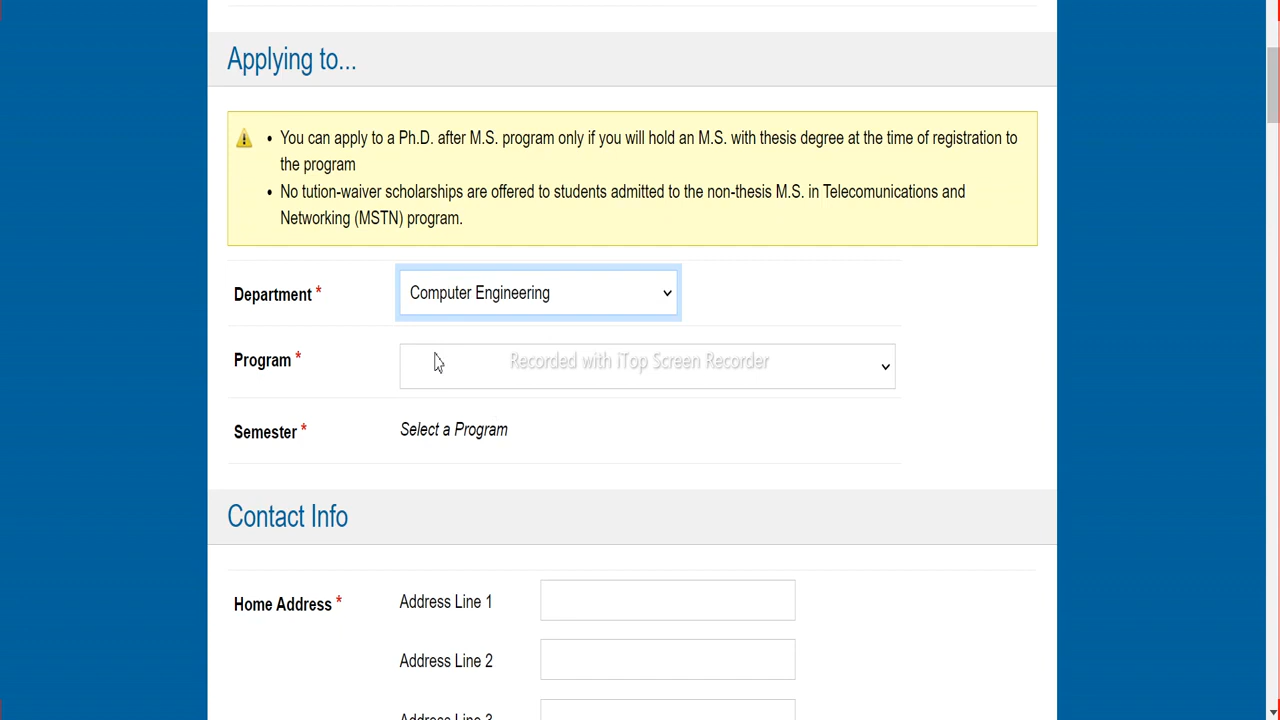 Applying to...
• You can apply to a Ph.D. after M.S. program only if you will hold an M.S. with thesis degree at the time of registration to
the program
• No tution-waiver scholarships are offered to students admitted to the non-thesis M.S. in Telecomunications and
Networking (MSTN) program.
Department *
Computer Engineering
Program *
Recorded with iTop Screen Recorder
Semester *
Select a Program
Contact Info
Home Address *
Address Line 1
Address Line 2
Address Line 3